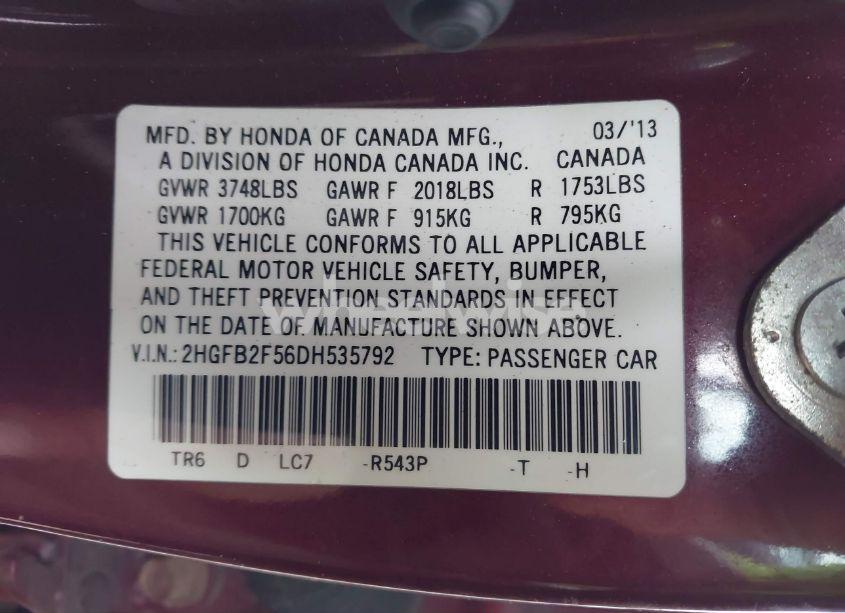 MFD. BY HONDA OF CANADA MFG., 03/'13
A DIVISION OF HONDA CANADA INC. CANADA
GVWR 3748LBS GAWR F 2018LBS R 1753LBS
GVWR 1700KG GAWR F 915KG R 795KG
THIS VEHICLE CONFORMS TO ALL APPLICABLE
FEDERAL MOTOR VEHICLE SAFETY, BUMPER,
AND THEFT PREVENTION STANDARDS IN EFFECT
ON THE DATE OF MANUFACTURE SHOWN ABOVE.
V.I.N.: 2HGFB2F56DH535792 TYPE: PASSENGER CAR
TR6 D LC7 -R543P -T -H